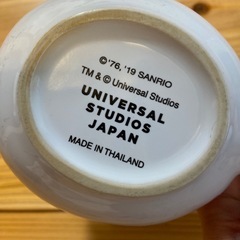 ©'76, '19 SANRIO
TM & © Universal Studios
UNIVERSAL
STUDIOS
JAPAN
MADE IN THAILAND